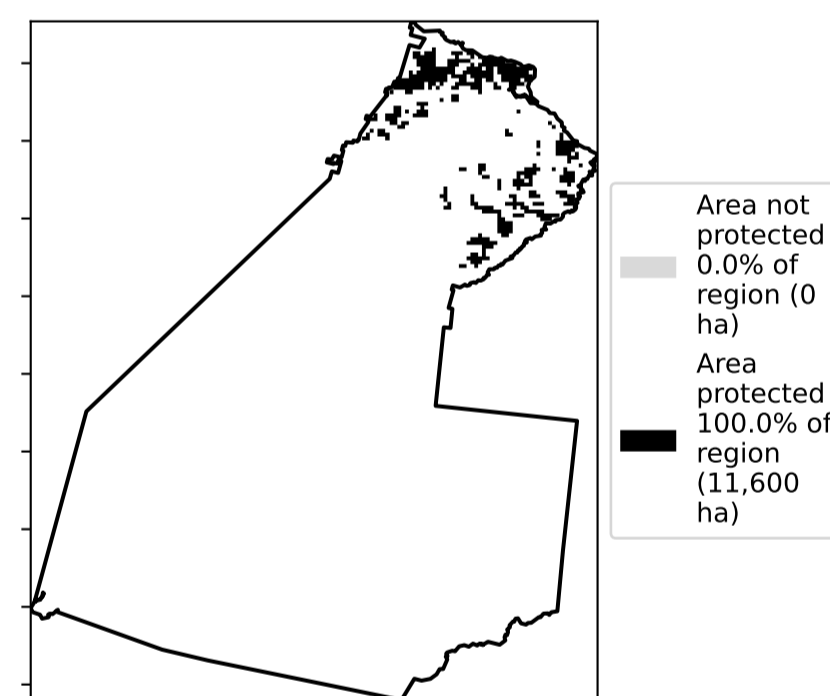 Area not
protected
0.0% of
region (0
ha)
Area
protected
100.0% of
region
(11,600
ha)